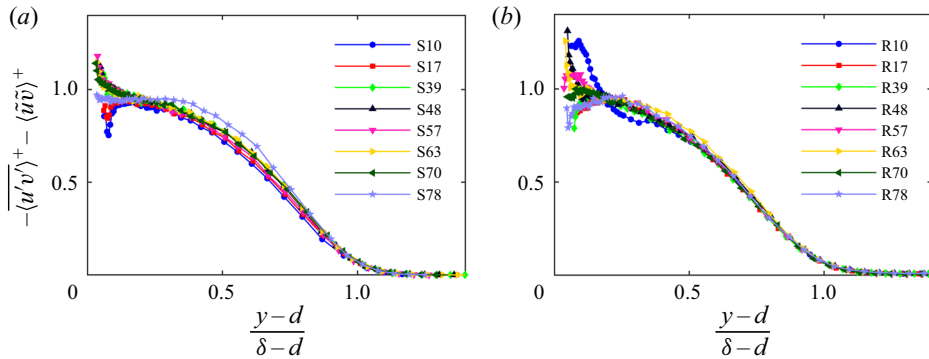 (a)
1.0
0.5
0
0.5
1.0
−⟨u′v′⟩⁺ − ⟨ũṽ⟩⁺
y – d
δ – d
S10
S17
S39
S48
S57
S63
S70
S78
(b)
1.0
0.5
0
0.5
1.0
y – d
δ – d
R10
R17
R39
R48
R57
R63
R70
R78